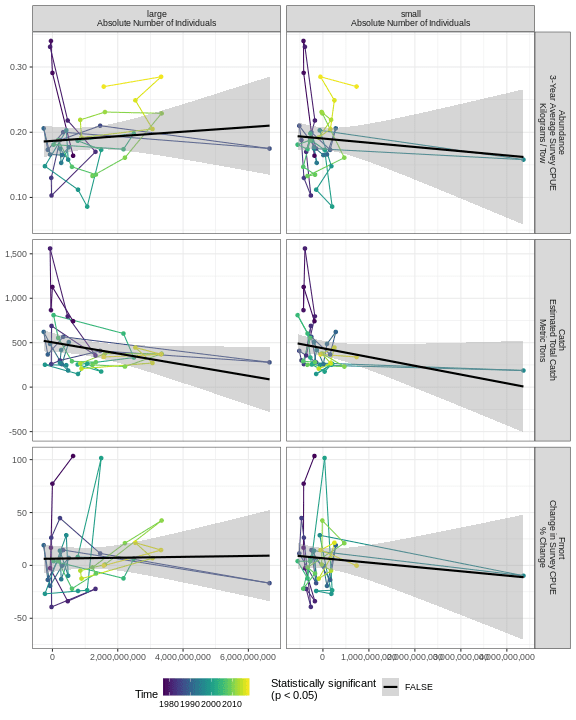 large
Absolute Number of Individuals
small
Absolute Number of Individuals
0.30
0.20
0.10
Abundance
3-Year Average Survey CPUE
Kilograms / Tow
1,500
1,000
500
0
-500
Catch
Estimated Total Catch
Metric Tons
100
50
0
-50
Fmort
Change in Survey CPUE
% Change
0 2,000,000,000 4,000,000,000 6,000,000,000
0 1,000,000,000 2,000,000,000 3,000,000,000 4,000,000,000
Time
1980 1990 2000 2010
Statistically significant
(p < 0.05)
FALSE